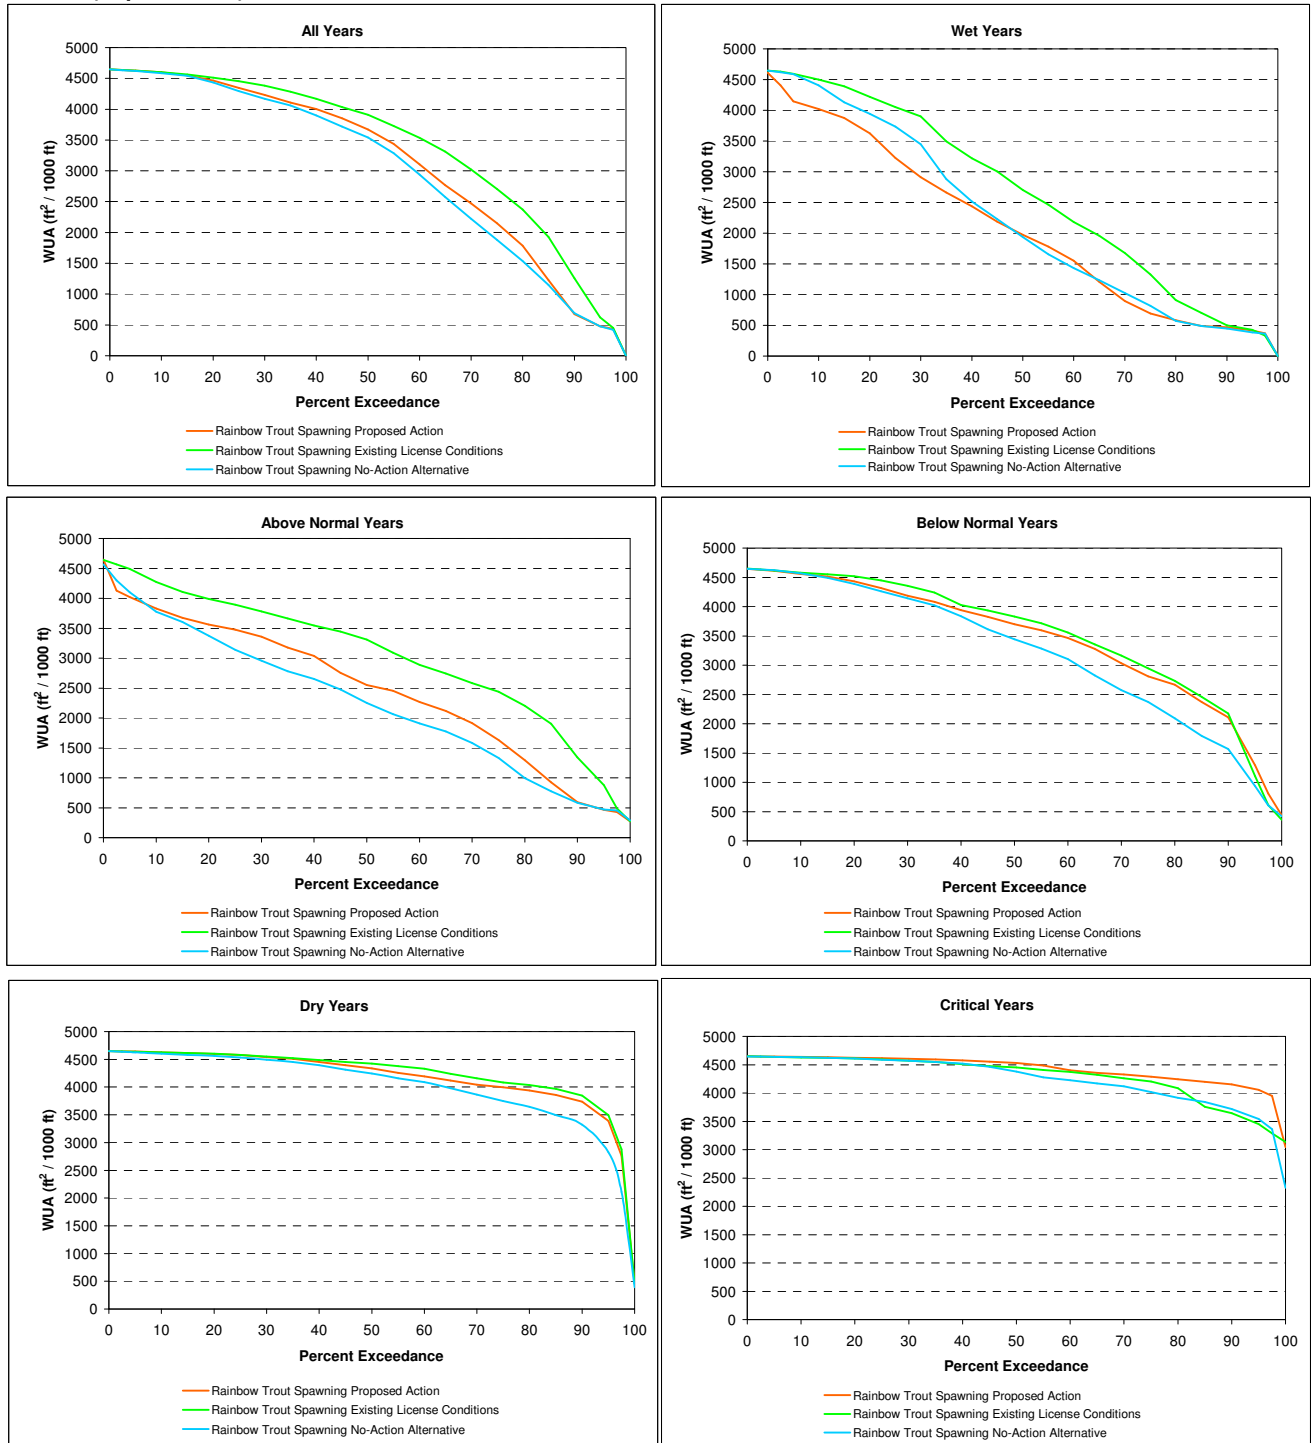 All Years
5000
4500
4000
3500
3000
2500
2000
1500
1000
500
0
WUA (ft² / 1000 ft)
0 10 20 30 40 50 60 70 80 90 100
Percent Exceedance
Rainbow Trout Spawning Proposed Action
Rainbow Trout Spawning Existing License Conditions
Rainbow Trout Spawning No-Action Alternative
Wet Years
5000
4500
4000
3500
3000
2500
2000
1500
1000
500
0
WUA (ft² / 1000 ft)
0 10 20 30 40 50 60 70 80 90 100
Percent Exceedance
Rainbow Trout Spawning Proposed Action
Rainbow Trout Spawning Existing License Conditions
Rainbow Trout Spawning No-Action Alternative
Above Normal Years
5000
4500
4000
3500
3000
2500
2000
1500
1000
500
0
WUA (ft² / 1000 ft)
0 10 20 30 40 50 60 70 80 90 100
Percent Exceedance
Rainbow Trout Spawning Proposed Action
Rainbow Trout Spawning Existing License Conditions
Rainbow Trout Spawning No-Action Alternative
Below Normal Years
5000
4500
4000
3500
3000
2500
2000
1500
1000
500
0
WUA (ft² / 1000 ft)
0 10 20 30 40 50 60 70 80 90 100
Percent Exceedance
Rainbow Trout Spawning Proposed Action
Rainbow Trout Spawning Existing License Conditions
Rainbow Trout Spawning No-Action Alternative
Dry Years
5000
4500
4000
3500
3000
2500
2000
1500
1000
500
0
WUA (ft² / 1000 ft)
0 10 20 30 40 50 60 70 80 90 100
Percent Exceedance
Rainbow Trout Spawning Proposed Action
Rainbow Trout Spawning Existing License Conditions
Rainbow Trout Spawning No-Action Alternative
Critical Years
5000
4500
4000
3500
3000
2500
2000
1500
1000
500
0
WUA (ft² / 1000 ft)
0 10 20 30 40 50 60 70 80 90 100
Percent Exceedance
Rainbow Trout Spawning Proposed Action
Rainbow Trout Spawning Existing License Conditions
Rainbow Trout Spawning No-Action Alternative